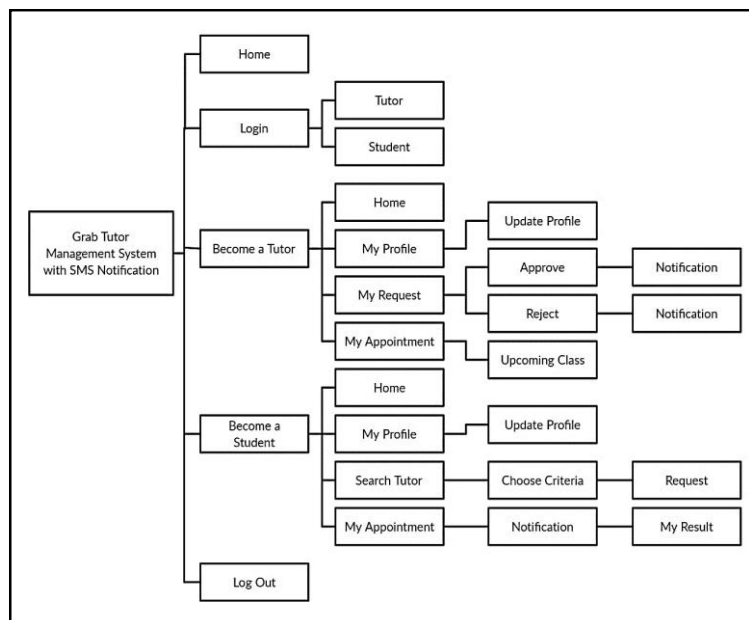 Home
Login
Tutor
Student
Grab Tutor
Management System
with SMS Notification
Become a Tutor
Home
My Profile
Update Profile
My Request
Approve
Notification
Reject
Notification
My Appointment
Upcoming Class
Become a
Student
Home
My Profile
Update Profile
Search Tutor
Choose Criteria
Request
My Appointment
Notification
My Result
Log Out